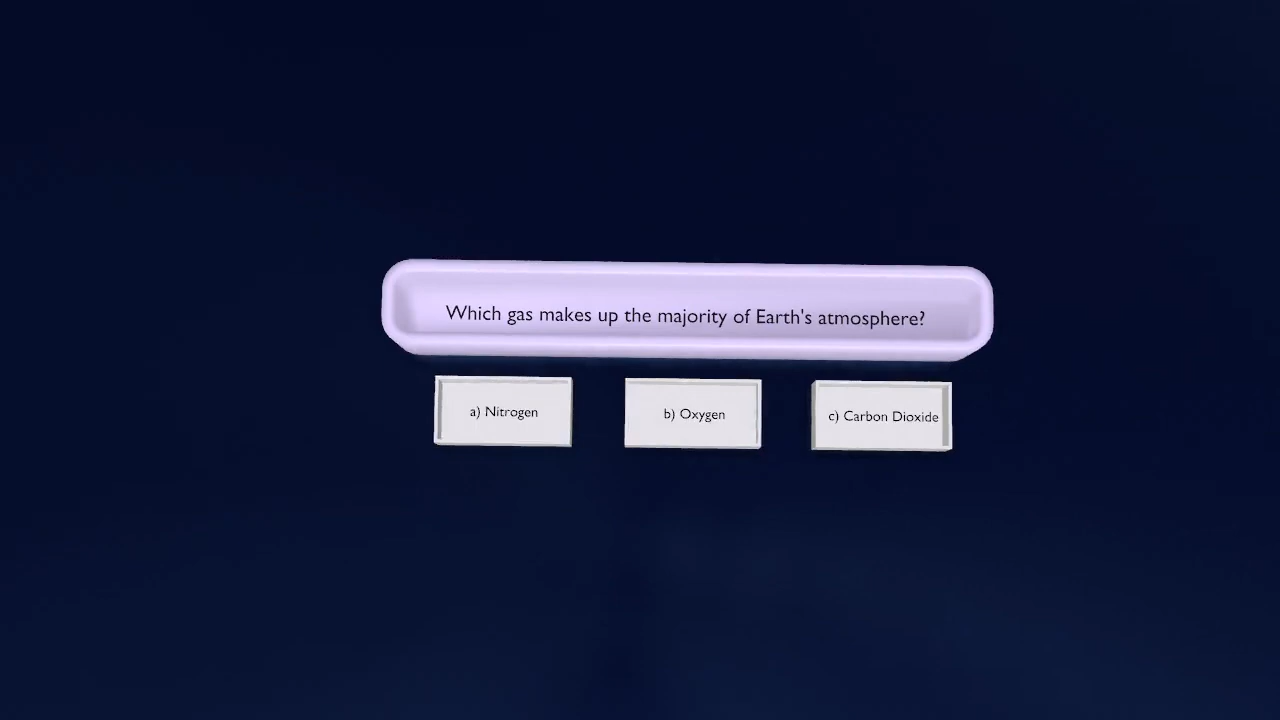 Which gas makes up the majority of Earth's atmosphere?
a) Nitrogen
b) Oxygen
c) Carbon Dioxide